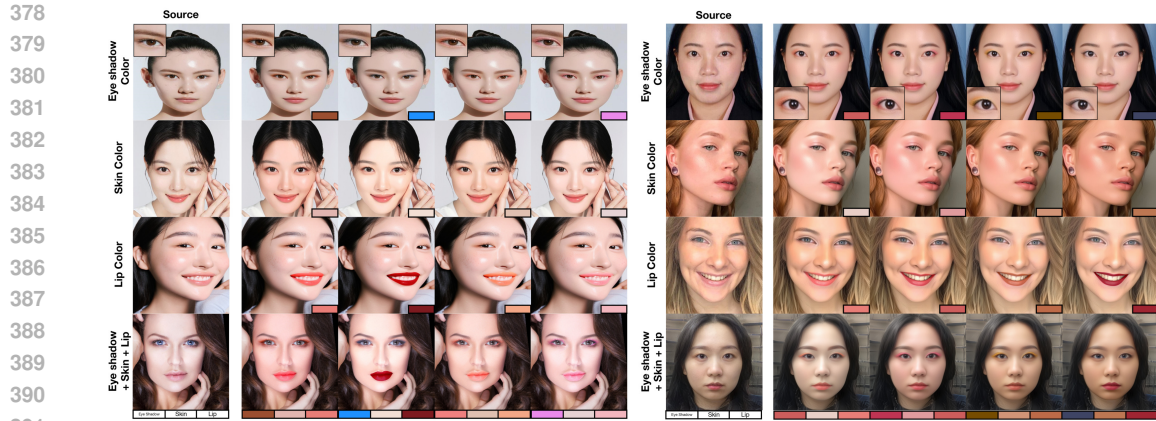 378
379
380
381
382
383
384
385
386
387
388
389
390
Source
Eye shadow
Color
Skin Color
Lip Color
Eye shadow
+ Skin + Lip
Eye Shadow Skin Lip
Source
Eye shadow
Color
Skin Color
Lip Color
Eye shadow
+ Skin + Lip
Eye Shadow Skin Lip